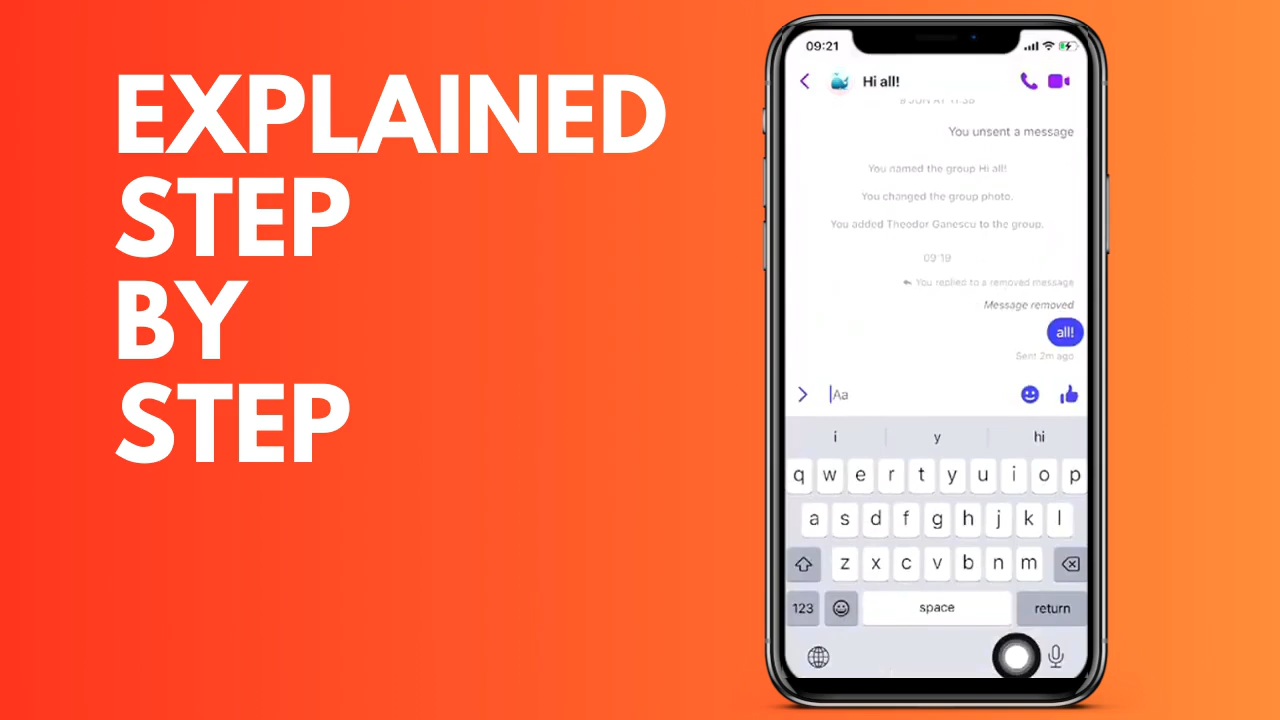 EXPLAINED
STEP
BY
STEP
09:21
Hi all!
You unsent a message
You named the group Hi all!
You changed the group photo.
You added Theodor Ganescu to the group.
09:19
You replied to a removed message
Message removed
all!
Sent 2m ago
Aa
i y hi
q w e r t y u i o p
a s d f g h j k l
z x c v b n m
123 space return